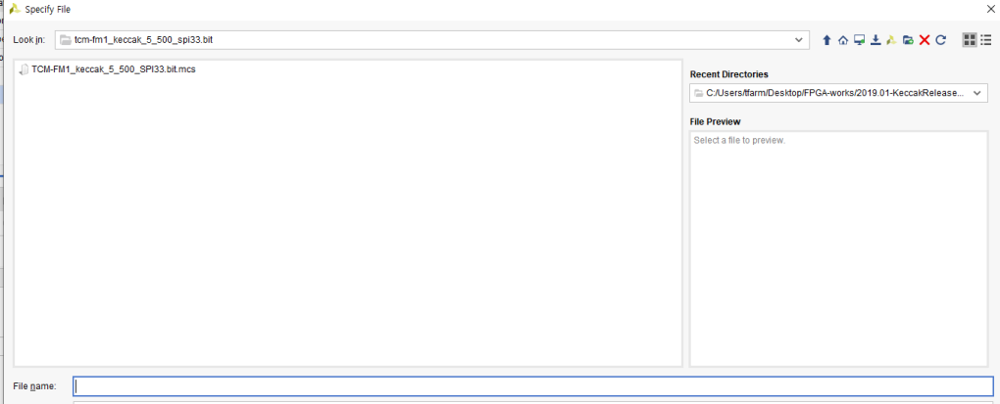 Specify File
Look in: tcm-fm1_keccak_5_500_spi33.bit
TCM-FM1_keccak_5_500_SPI33.bit.mcs
Recent Directories
C:/Users/tfarm/Desktop/FPGA-works/2019.01-KeccakRelease...
File Preview
Select a file to preview.
File name: